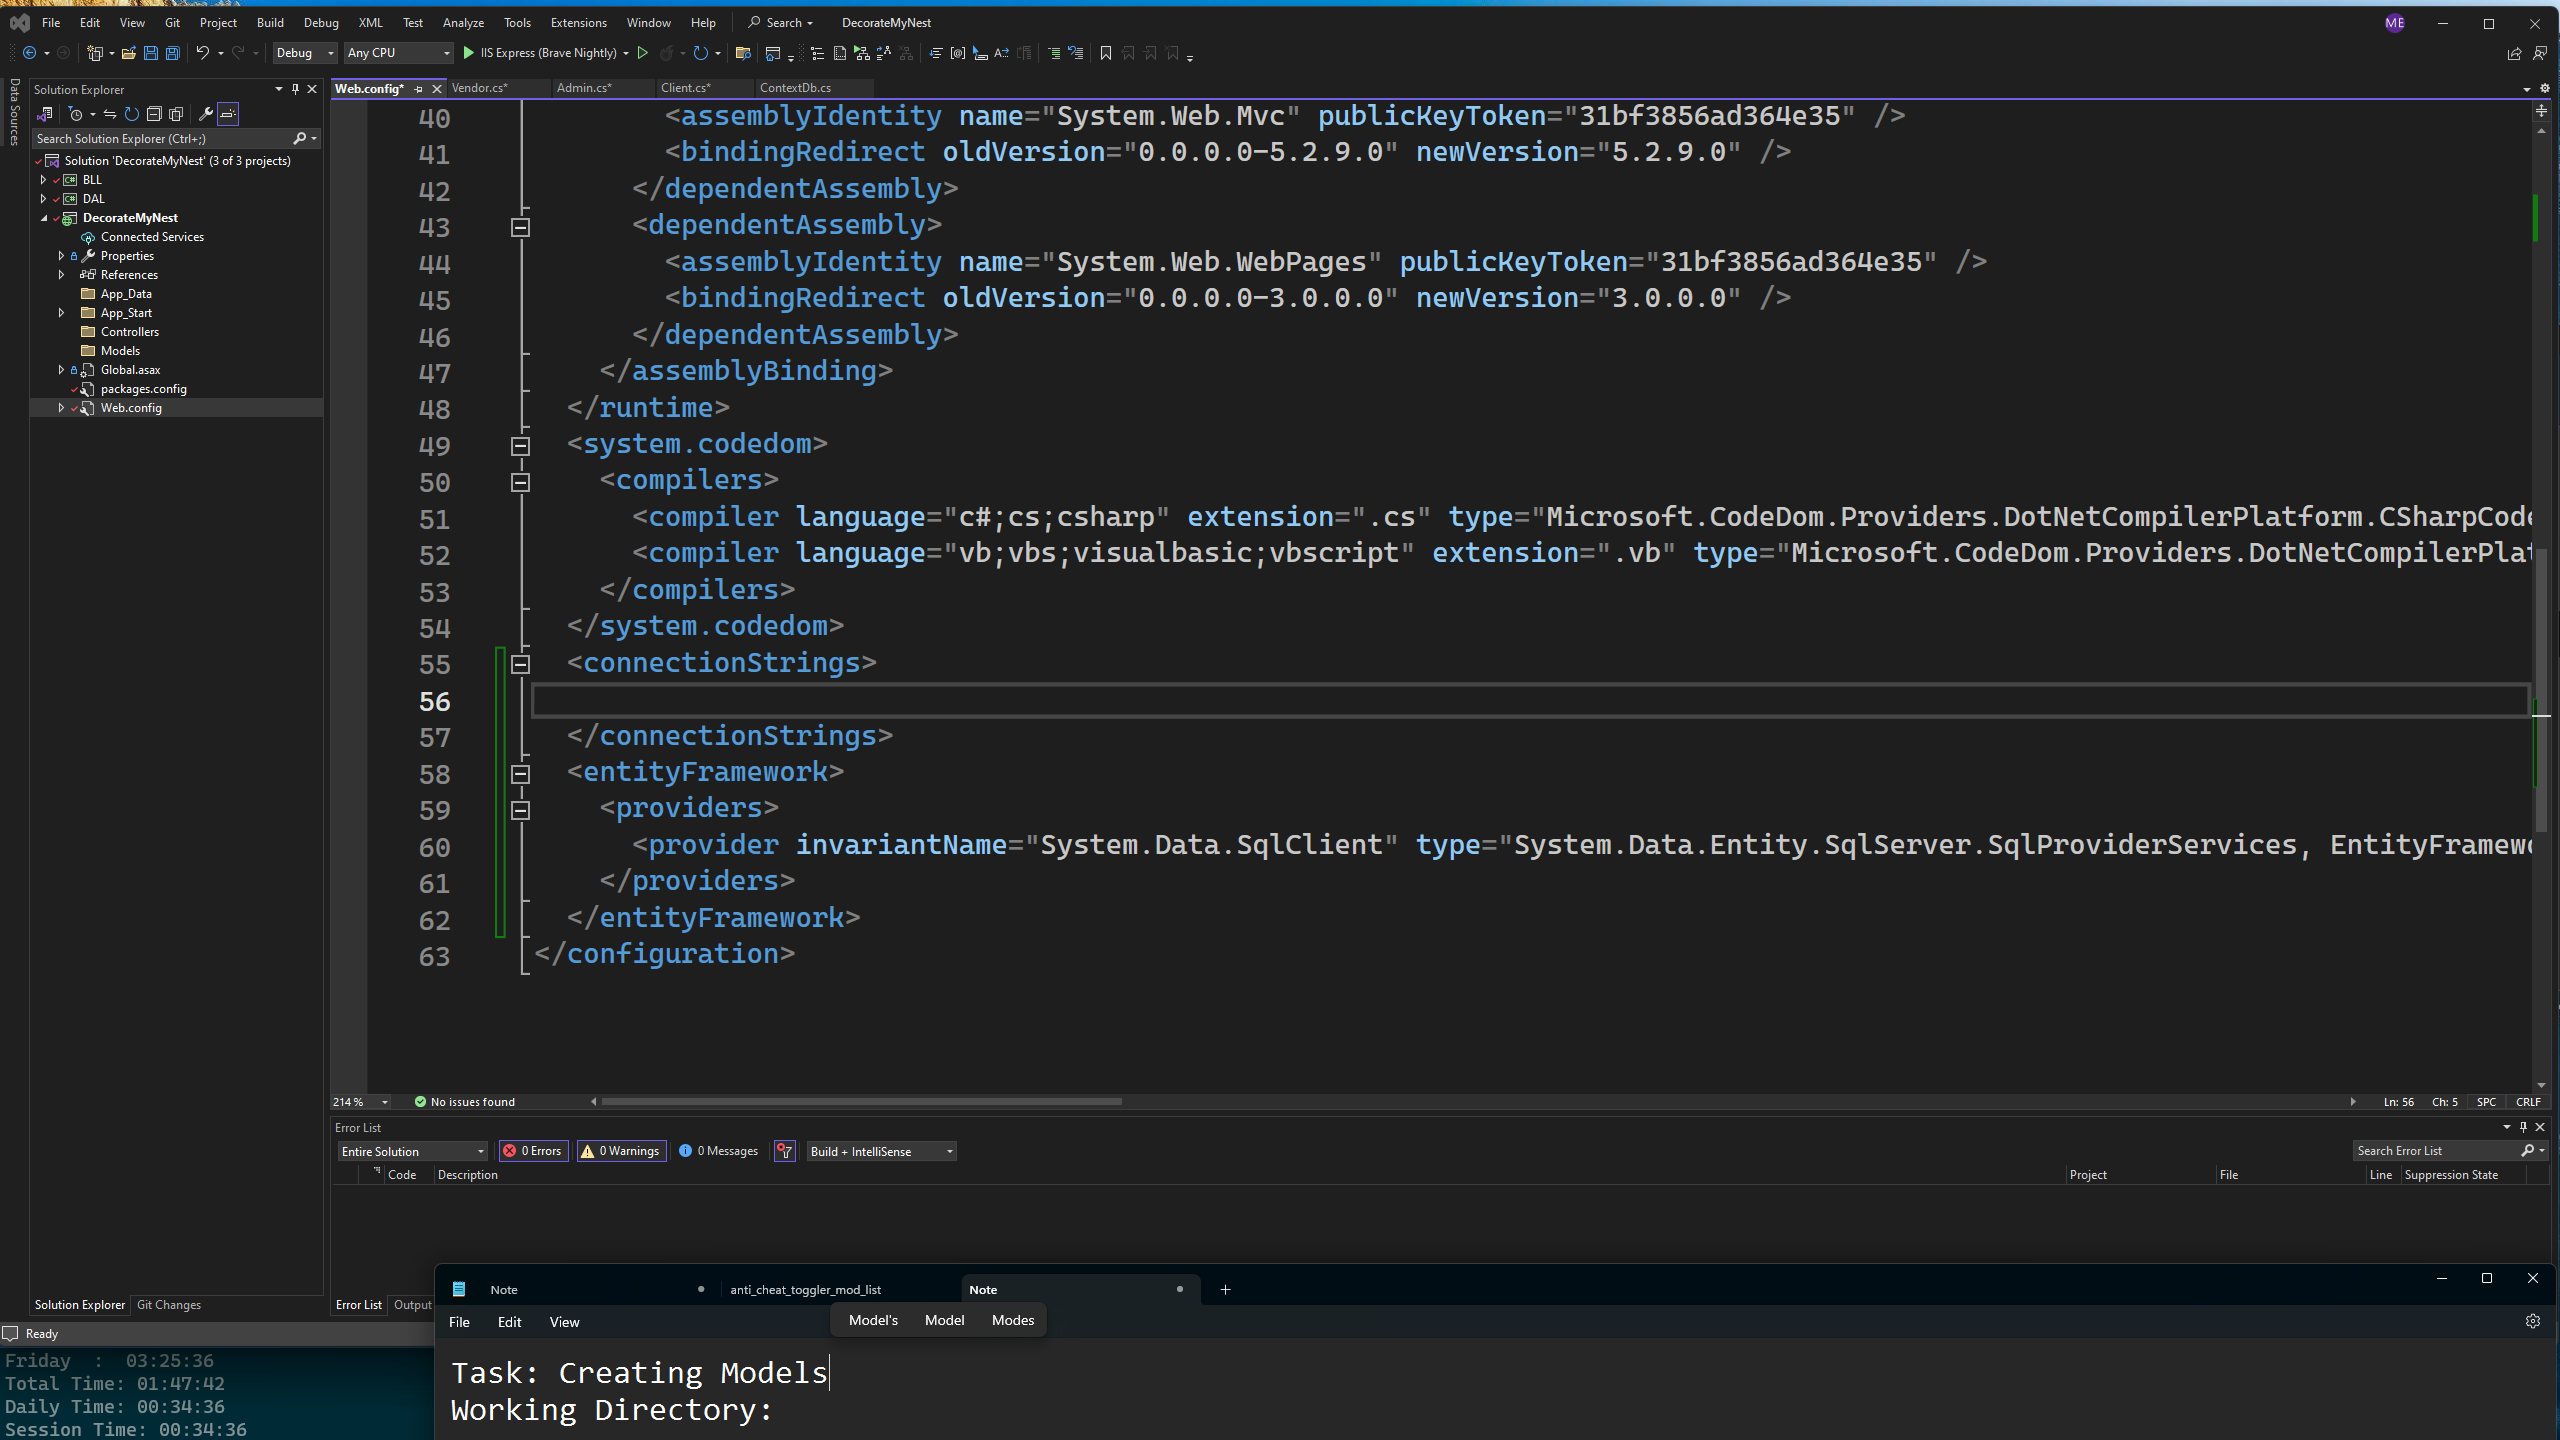 File Edit View Git Project Build Debug XML Test Analyze Tools Extensions Window Help Search DecorateMyNest ME
Debug Any CPU IIS Express (Brave Nightly)
Data Sources
Solution Explorer
Search Solution Explorer (Ctrl+;)
Solution 'DecorateMyNest' (3 of 3 projects)
BLL
DAL
DecorateMyNest
Connected Services
Properties
References
App_Data
App_Start
Controllers
Models
Global.asax
packages.config
Web.config
Solution Explorer Git Changes
Web.config* Vendor.cs* Admin.cs* Client.cs* ContextDb.cs
40 <assemblyIdentity name="System.Web.Mvc" publicKeyToken="31bf3856ad364e35" />
41 <bindingRedirect oldVersion="0.0.0.0-5.2.9.0" newVersion="5.2.9.0" />
42 </dependentAssembly>
43 <dependentAssembly>
44 <assemblyIdentity name="System.Web.WebPages" publicKeyToken="31bf3856ad364e35" />
45 <bindingRedirect oldVersion="0.0.0.0-3.0.0.0" newVersion="3.0.0.0" />
46 </dependentAssembly>
47 </assemblyBinding>
48 </runtime>
49 <system.codedom>
50 <compilers>
51 <compiler language="c#;cs;csharp" extension=".cs" type="Microsoft.CodeDom.Providers.DotNetCompilerPlatform.CSharpCode
52 <compiler language="vb;vbs;visualbasic;vbscript" extension=".vb" type="Microsoft.CodeDom.Providers.DotNetCompilerPlat
53 </compilers>
54 </system.codedom>
55 <connectionStrings>
56
57 </connectionStrings>
58 <entityFramework>
59 <providers>
60 <provider invariantName="System.Data.SqlClient" type="System.Data.Entity.SqlServer.SqlProviderServices, EntityFramewo
61 </providers>
62 </entityFramework>
63 </configuration>
214 % No issues found Ln: 56 Ch: 5 SPC CRLF
Error List
Entire Solution 0 Errors 0 Warnings 0 Messages Build + IntelliSense Search Error List
Code Description Project File Line Suppression State
Error List Output
Ready
Note anti_cheat_toggler_mod_list Note
File Edit View
Model's Model Modes
Task: Creating Models
Working Directory:
Friday : 03:25:36
Total Time: 01:47:42
Daily Time: 00:34:36
Session Time: 00:34:36